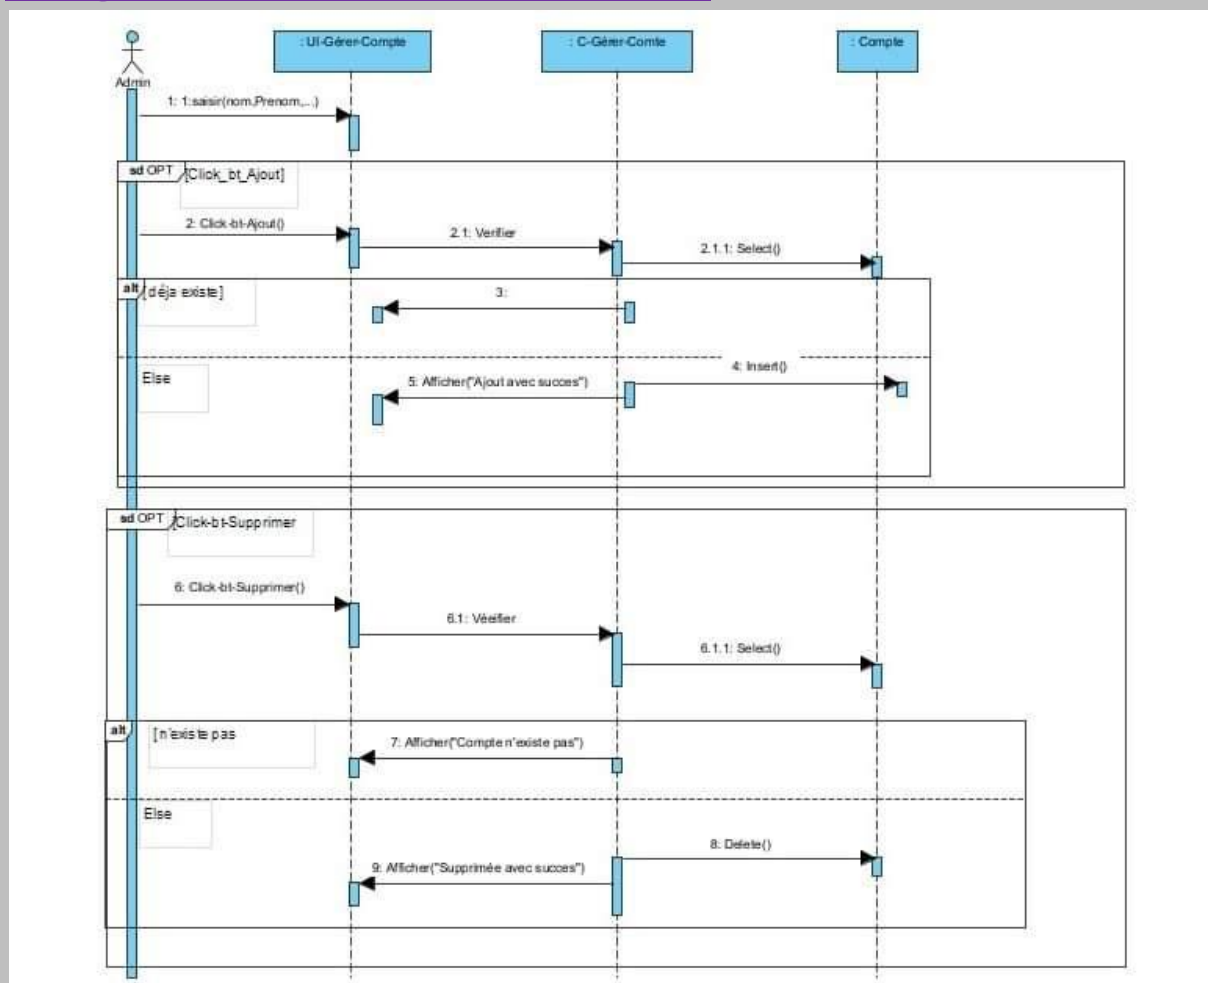 : UI-Gérer-Compte
: C-Gérer-Comte
: Compte
Admin
1: 1:saisir(nom,Prenom,...)
sd OPT
[Click_bt_Ajout]
2: Click-bt-Ajout()
2.1: Verifier
2.1.1: Select()
alt
[déja existe]
3:
4: Insert()
Else
5: Afficher("Ajout avec succes")
sd OPT
[Click-bt-Supprimer
6: Click-bt-Supprimer()
6.1: Véeifier
6.1.1: Select()
alt
[n'existe pas
7: Afficher("Compte n'existe pas")
Else
8: Delete()
9: Afficher("Supprimée avec succes")